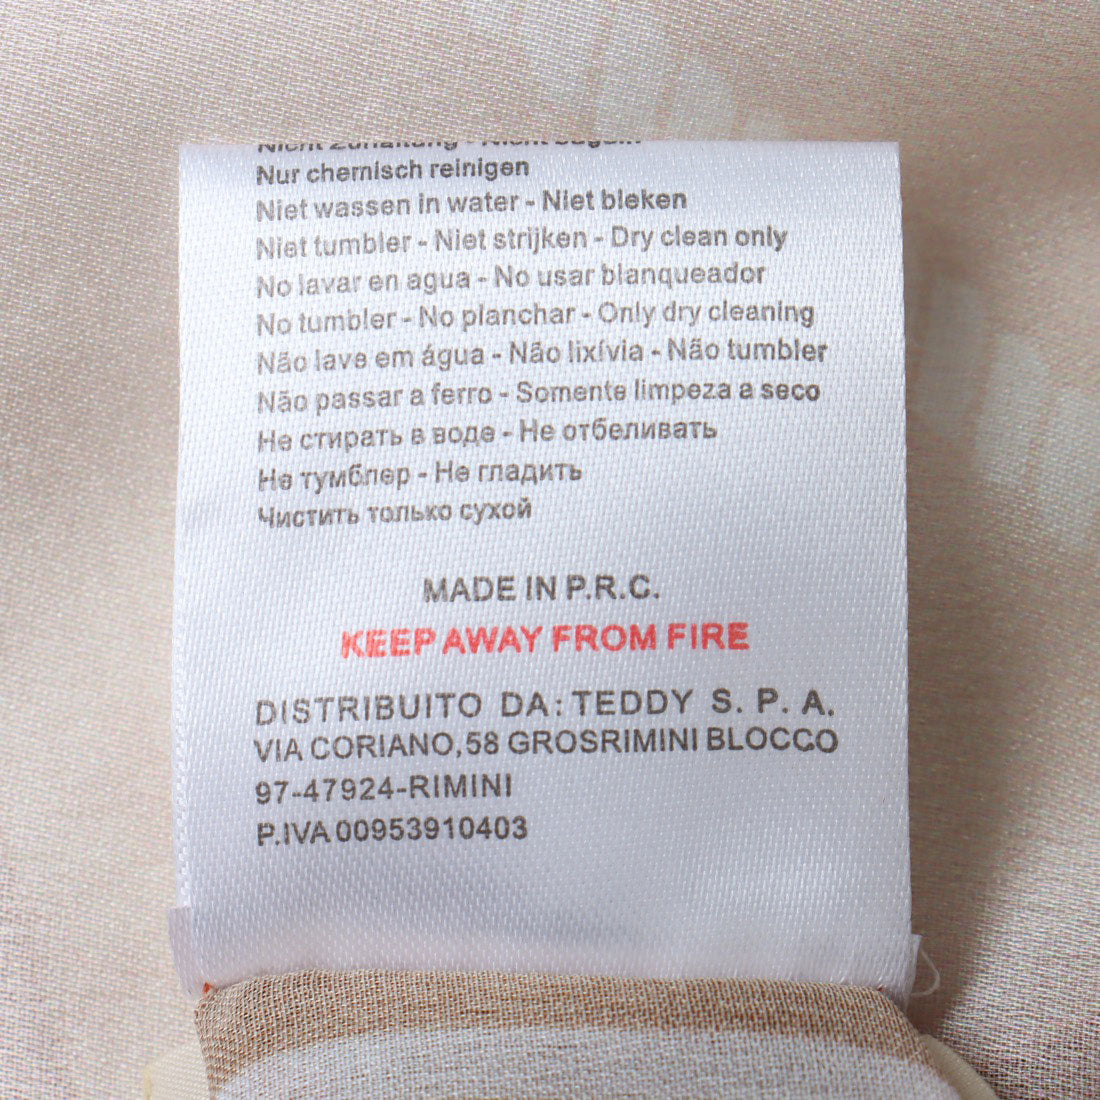 Nur chemisch reinigen
Niet wassen in water - Niet bleken
Niet tumbler - Niet strijken - Dry clean only
No lavar en agua - No usar blanqueador
No tumbler - No planchar - Only dry cleaning
Não lave em água - Não lixívia - Não tumbler
Não passar a ferro - Somente limpeza a seco
Не стирать в воде - Не отбеливать
Не тумблер - Не гладить
Чистить только сухой
MADE IN P.R.C.
KEEP AWAY FROM FIRE
DISTRIBUITO DA: TEDDY S. P. A.
VIA CORIANO,58 GROSRIMINI BLOCCO
97-47924-RIMINI
P.IVA 00953910403